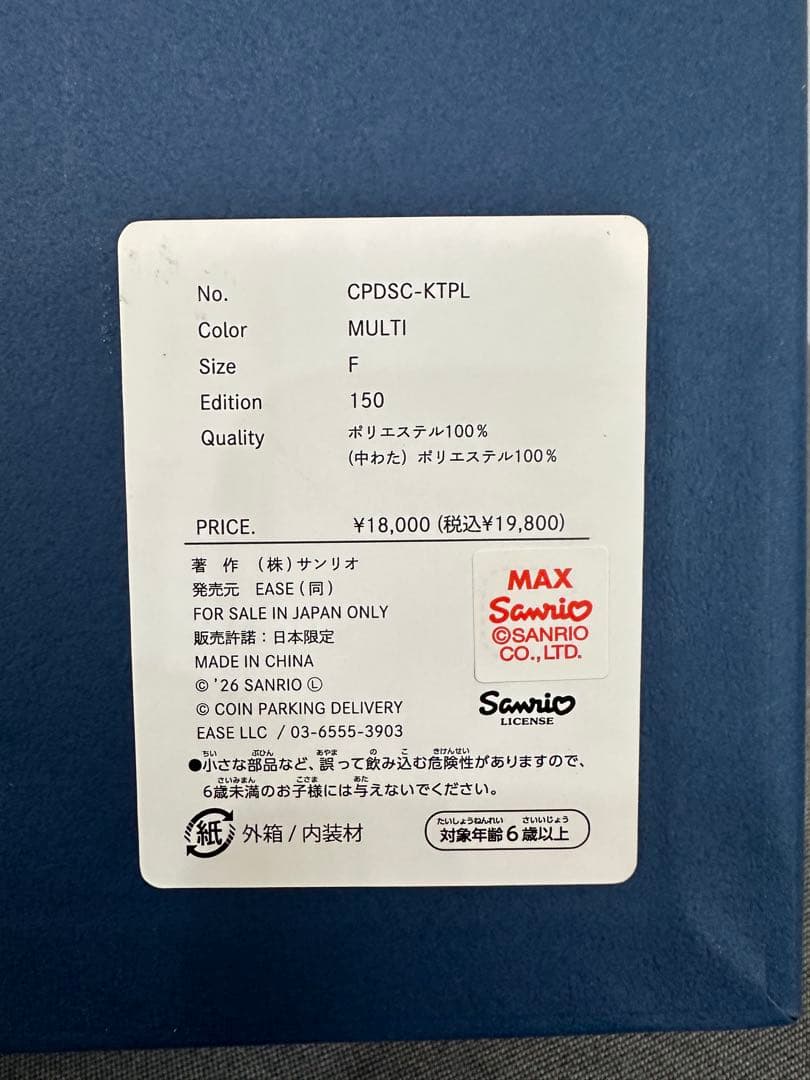 No. CPDSC-KTPL
Color MULTI
Size F
Edition 150
Quality ポリエステル100%
(中わた) ポリエステル100%
PRICE. ¥18,000 (税込¥19,800)
著 作 (株)サンリオ
発売元 EASE(同)
FOR SALE IN JAPAN ONLY
販売許諾:日本限定
MADE IN CHINA
© '26 SANRIO Ⓛ
© COIN PARKING DELIVERY
EASE LLC / 03-6555-3903
MAX
Sanrio
©SANRIO
CO.,LTD.
Sanrio
LICENSE
ちい ぶひん あやま の こ きけんせい
●小さな部品など、誤って飲み込む危険性がありますので、
さいみまん こさま あた
6歳未満のお子様には与えないでください。
紙 外箱 / 内装材
たいしょうねんれい さいいじょう
対象年齢6歳以上